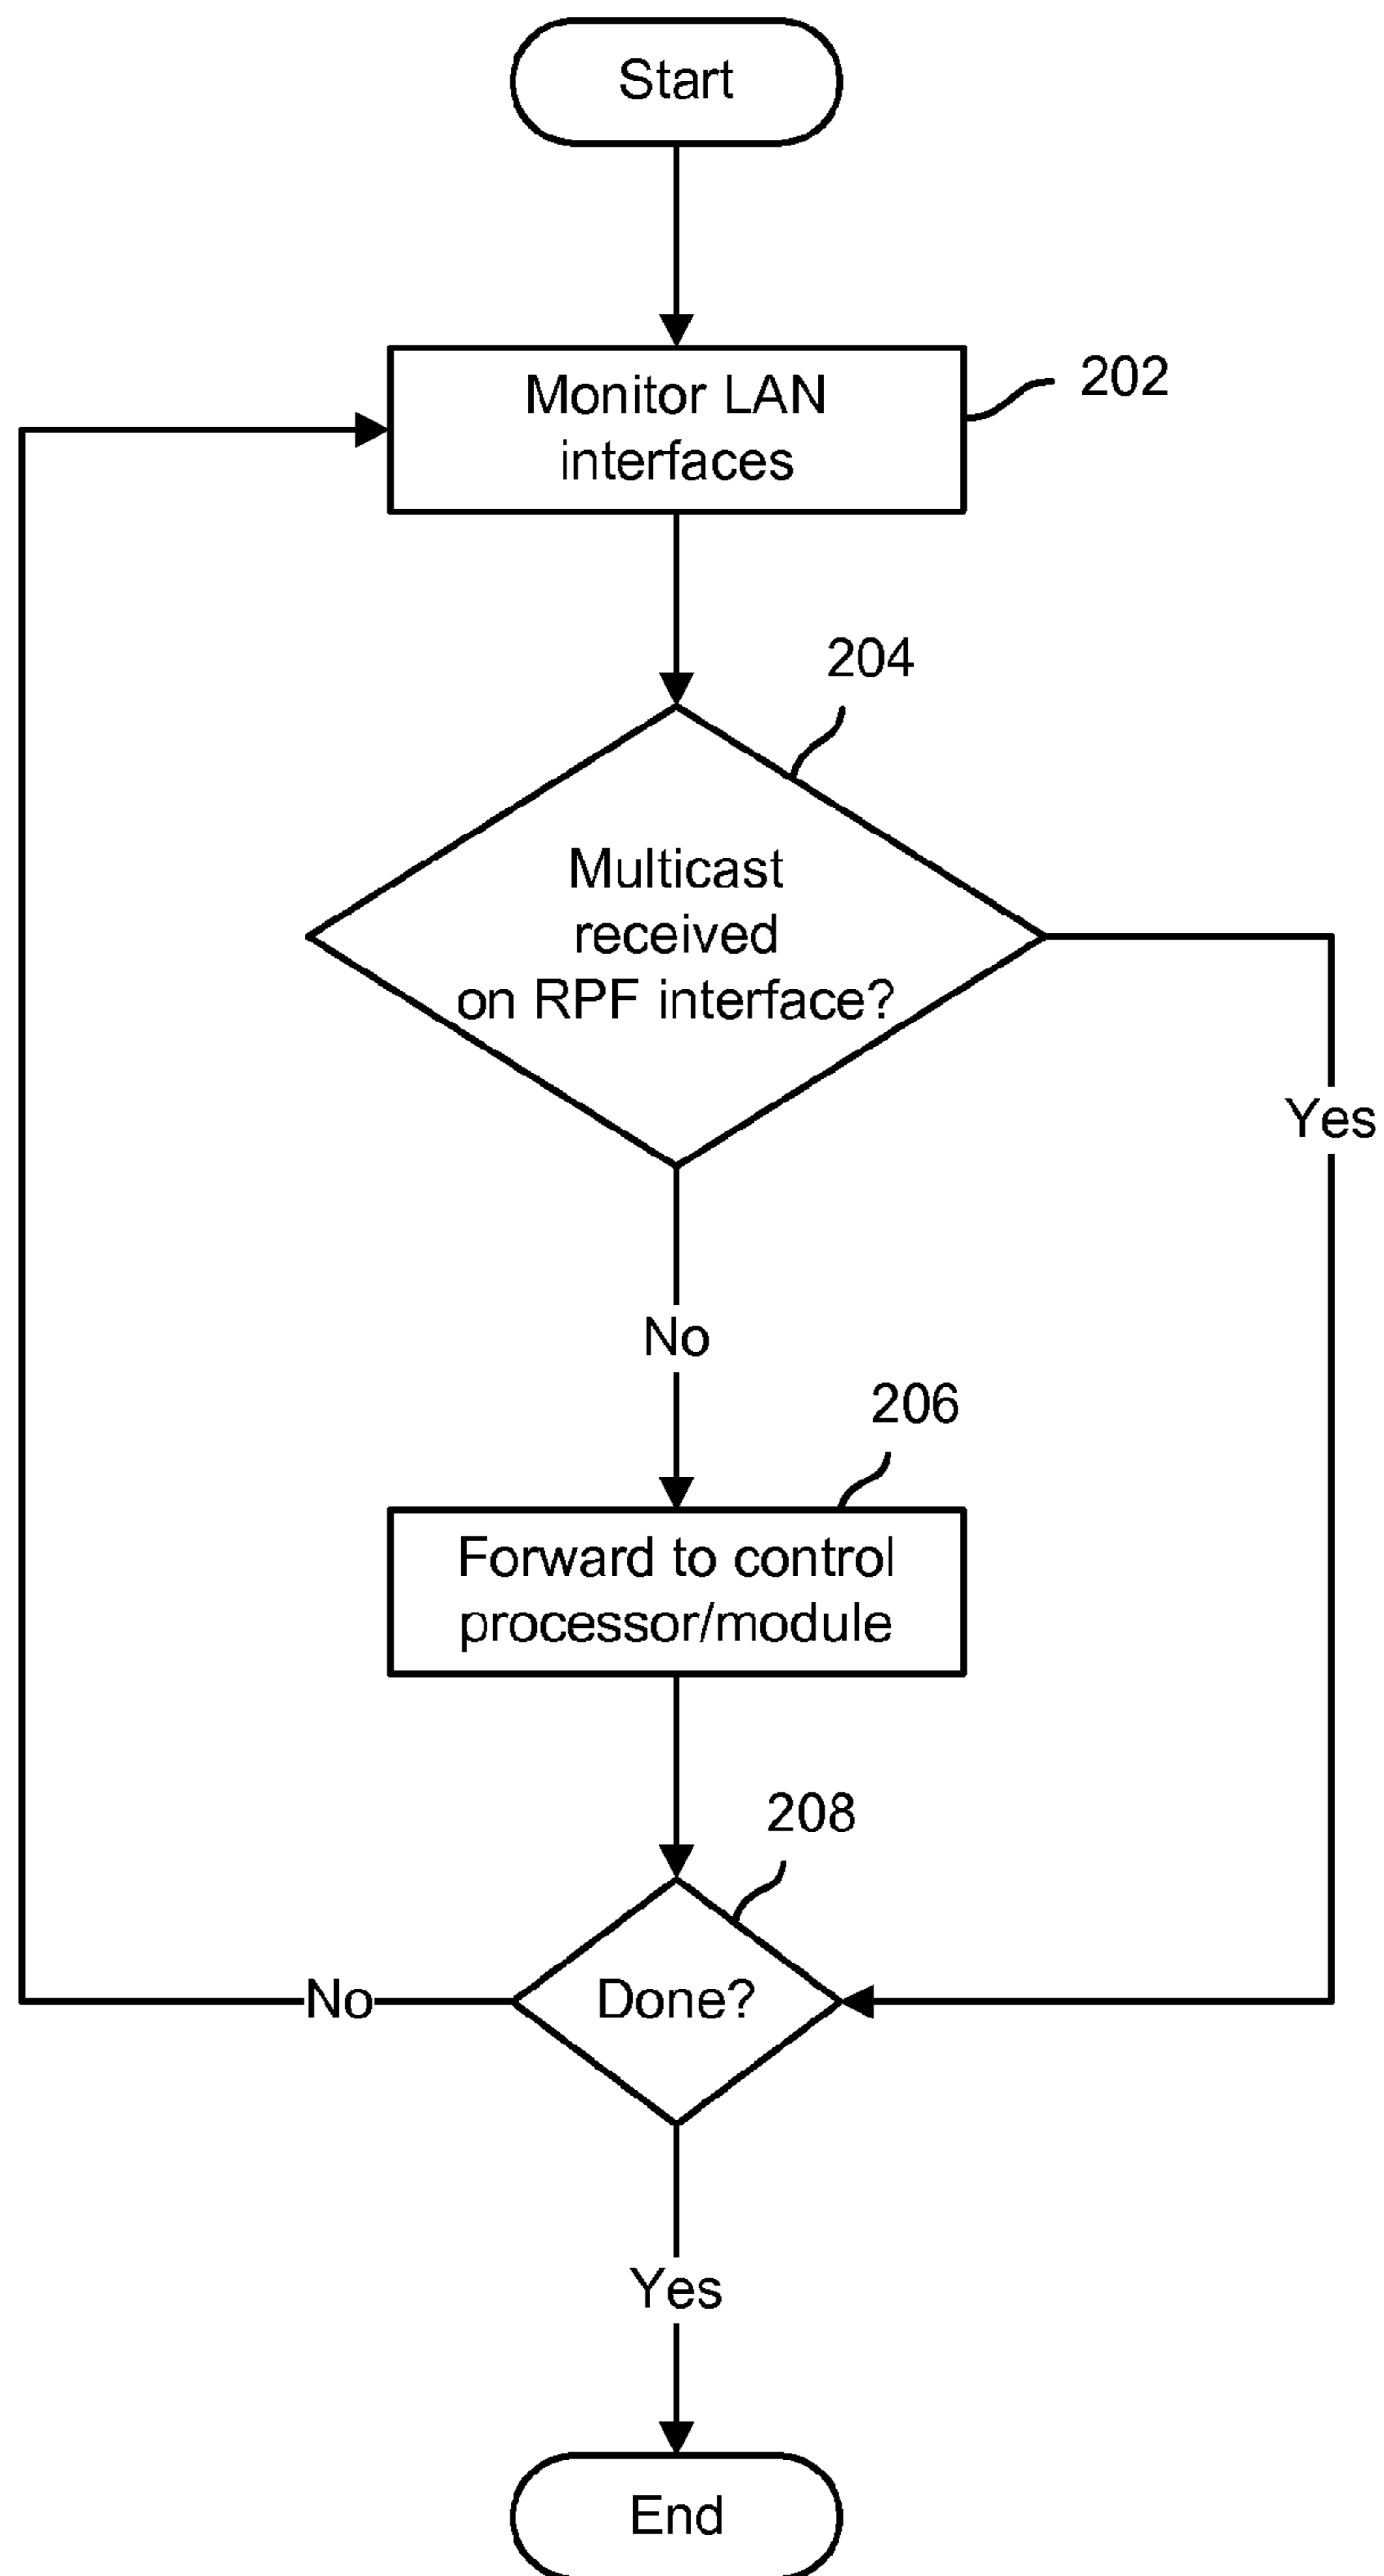 Start
Monitor LAN
interfaces
202
204
Multicast
received
on RPF interface?
Yes
No
206
Forward to control
processor/module
208
Done?
No
Yes
End